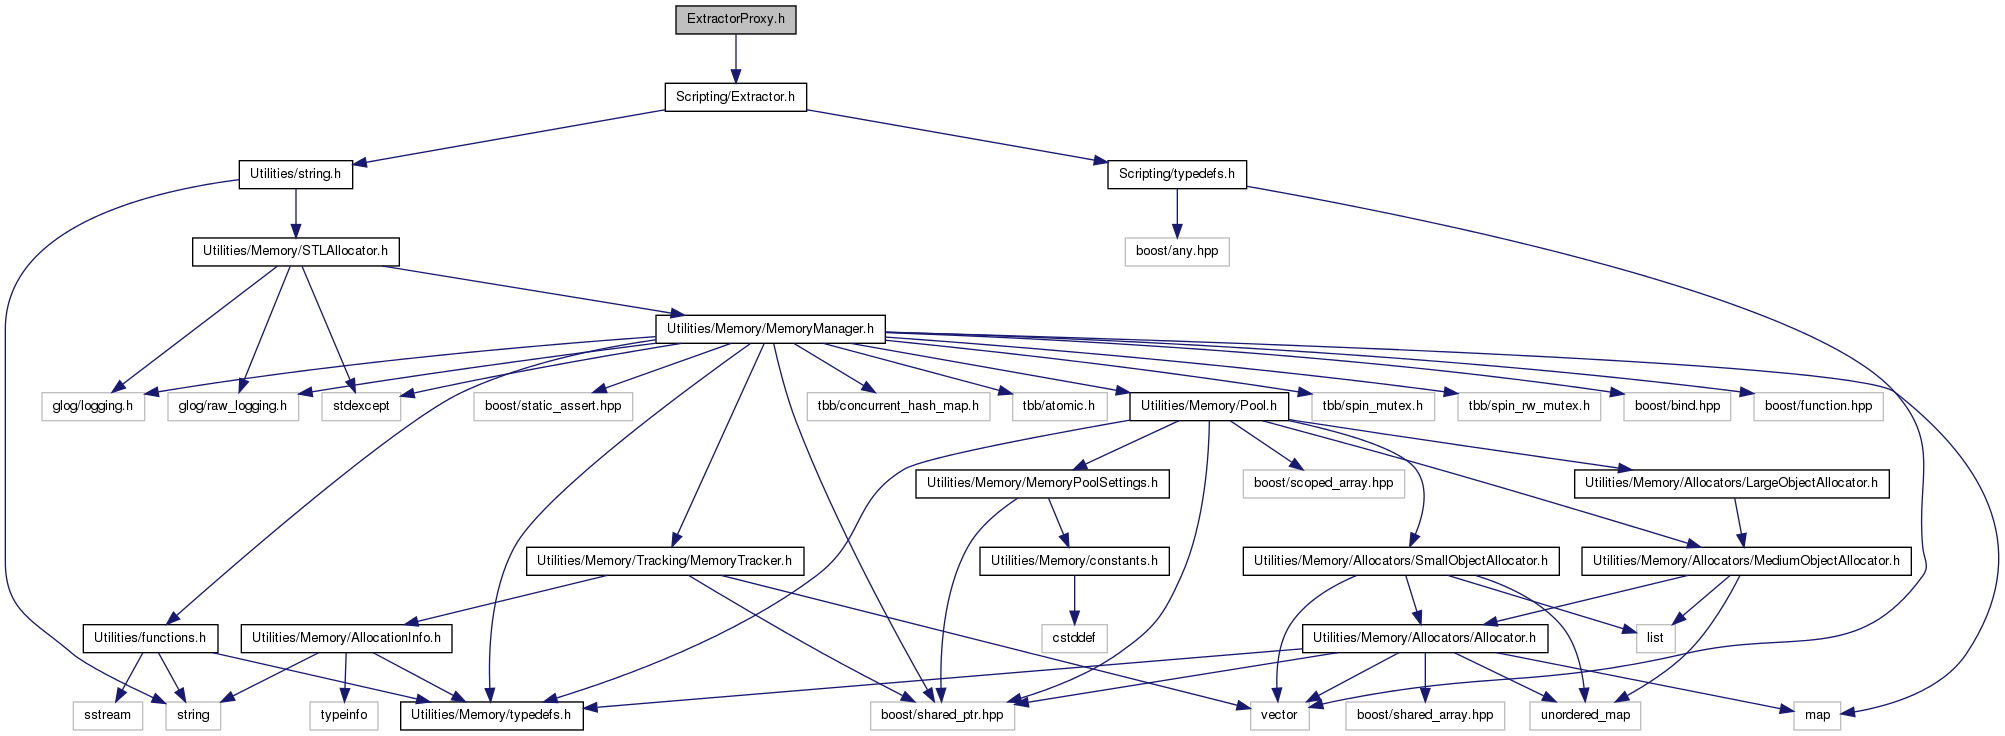 ExtractorProxy.h
Scripting/Extractor.h
Utilities/string.h
Scripting/typedefs.h
Utilities/Memory/STLAllocator.h
boost/any.hpp
Utilities/Memory/MemoryManager.h
glog/logging.h
glog/raw_logging.h
stdexcept
boost/static_assert.hpp
tbb/concurrent_hash_map.h
tbb/atomic.h
Utilities/Memory/Pool.h
tbb/spin_mutex.h
tbb/spin_rw_mutex.h
boost/bind.hpp
boost/function.hpp
Utilities/Memory/MemoryPoolSettings.h
boost/scoped_array.hpp
Utilities/Memory/Allocators/LargeObjectAllocator.h
Utilities/Memory/Tracking/MemoryTracker.h
Utilities/Memory/constants.h
Utilities/Memory/Allocators/SmallObjectAllocator.h
Utilities/Memory/Allocators/MediumObjectAllocator.h
Utilities/functions.h
Utilities/Memory/AllocationInfo.h
cstddef
Utilities/Memory/Allocators/Allocator.h
list
sstream
string
typeinfo
Utilities/Memory/typedefs.h
boost/shared_ptr.hpp
vector
boost/shared_array.hpp
unordered_map
map